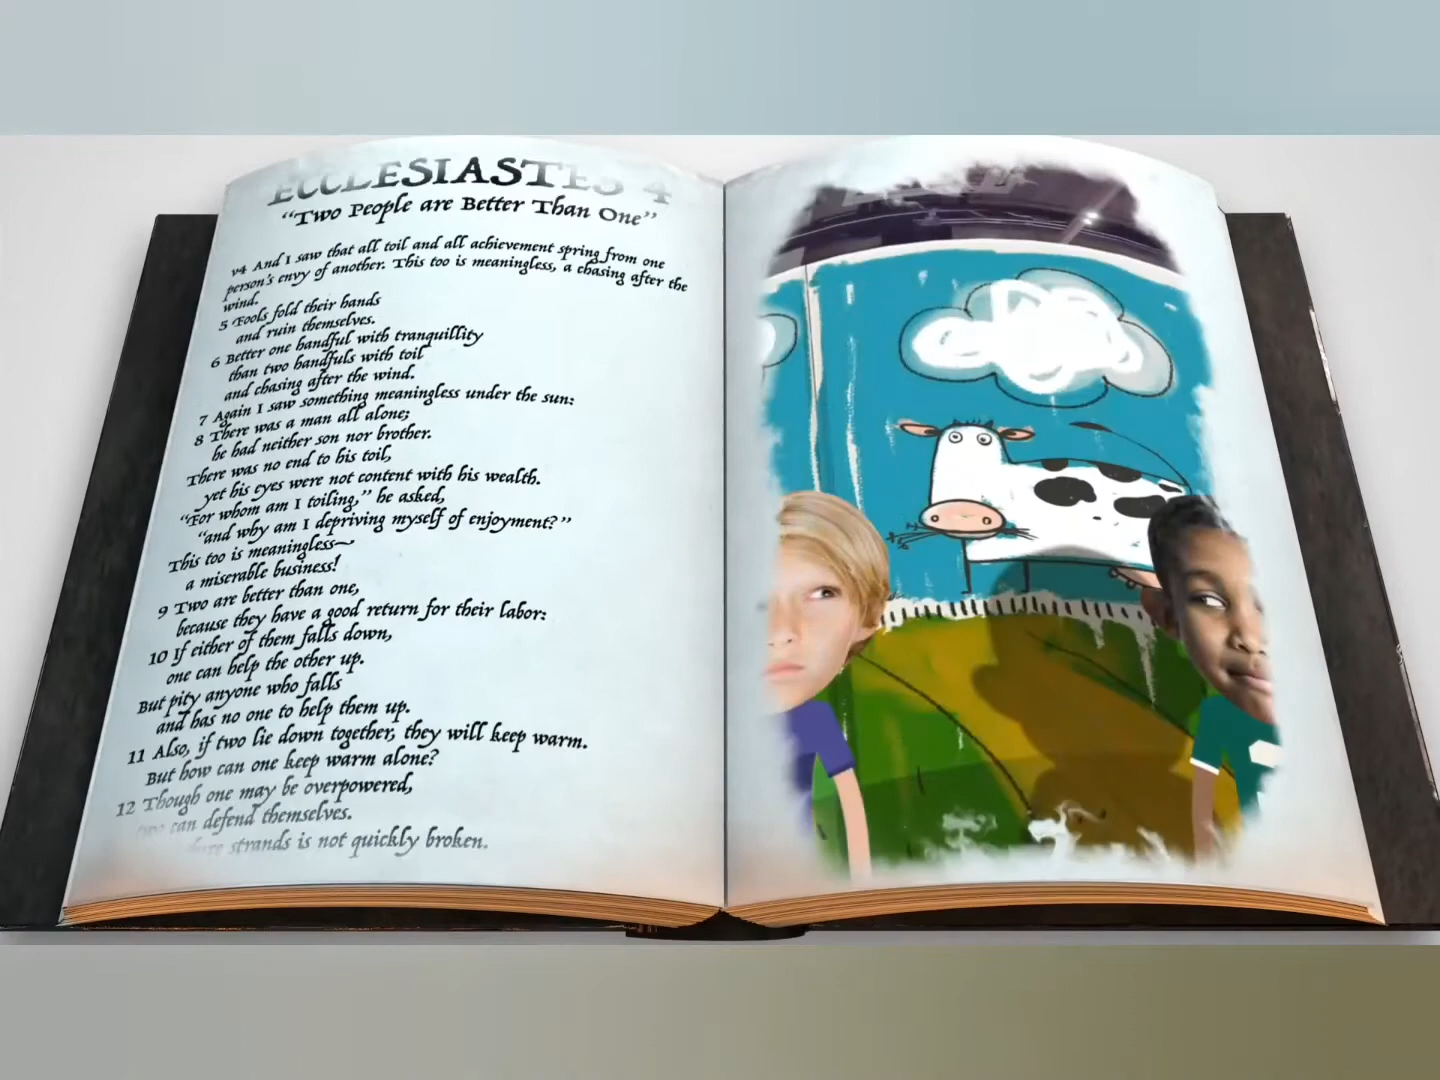 ECCLESIASTES 4
“Two People are Better Than One”
v4 And I saw that all toil and all achievement spring from one
person's envy of another. This too is meaningless, a chasing after the
wind.
5 Fools fold their hands
and ruin themselves.
6 Better one handful with tranquillity
than two handfuls with toil
and chasing after the wind.
7 Again I saw something meaningless under the sun:
8 There was a man all alone;
he had neither son nor brother.
There was no end to his toil,
yet his eyes were not content with his wealth.
“For whom am I toiling,” he asked,
“and why am I depriving myself of enjoyment?”
This too is meaningless—
a miserable business!
9 Two are better than one,
because they have a good return for their labor:
10 If either of them falls down,
one can help the other up.
But pity anyone who falls
and has no one to help them up.
11 Also, if two lie down together, they will keep warm.
But how can one keep warm alone?
12 Though one may be overpowered,
two can defend themselves.
three strands is not quickly broken.